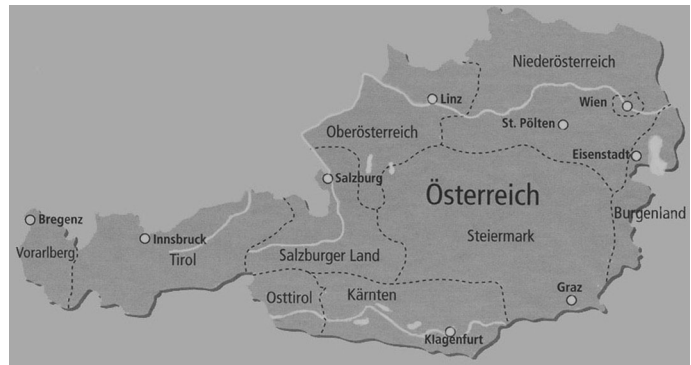 Niederösterreich
Linz
Wien
St. Pölten
Oberösterreich
Eisenstadt
Salzburg
Österreich
Burgenland
Bregenz
Steiermark
Innsbruck
Vorarlberg
Tirol
Salzburger Land
Osttirol
Kärnten
Graz
Klagenfurt